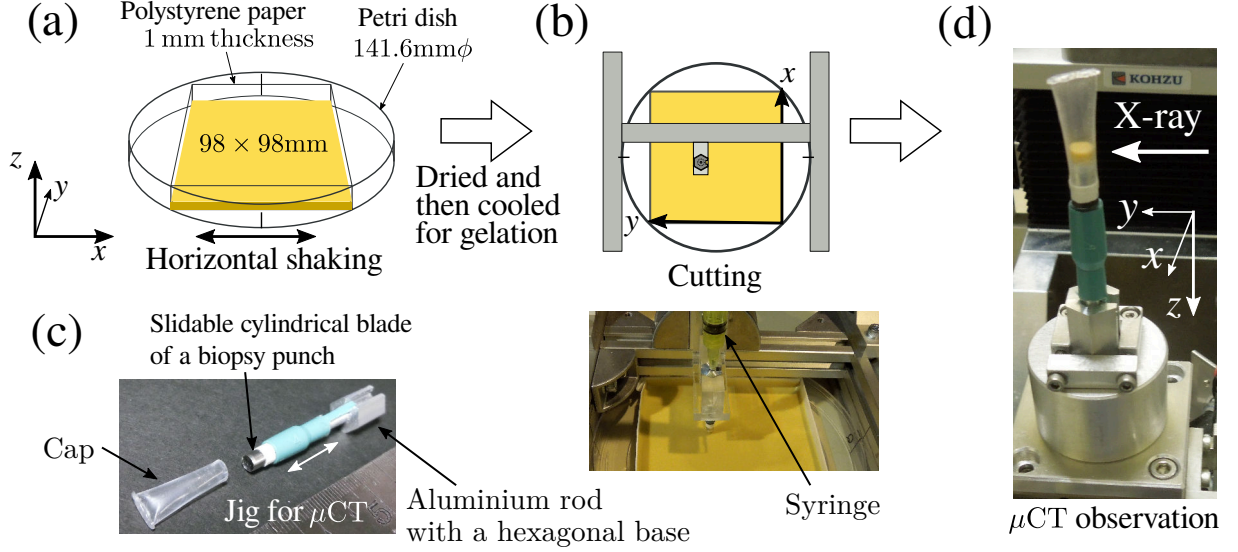 (a)
Polystyrene paper
1 mm thickness
Petri dish
141.6mmϕ
98 × 98mm
z
y
x
Horizontal shaking
Dried and
then cooled
for gelation
(b)
x
y
Cutting
Syringe
(c)
Slidable cylindrical blade
of a biopsy punch
Cap
Jig for μCT
Aluminium rod
with a hexagonal base
(d)
KOHZU
X-ray
y
x
z
μCT observation